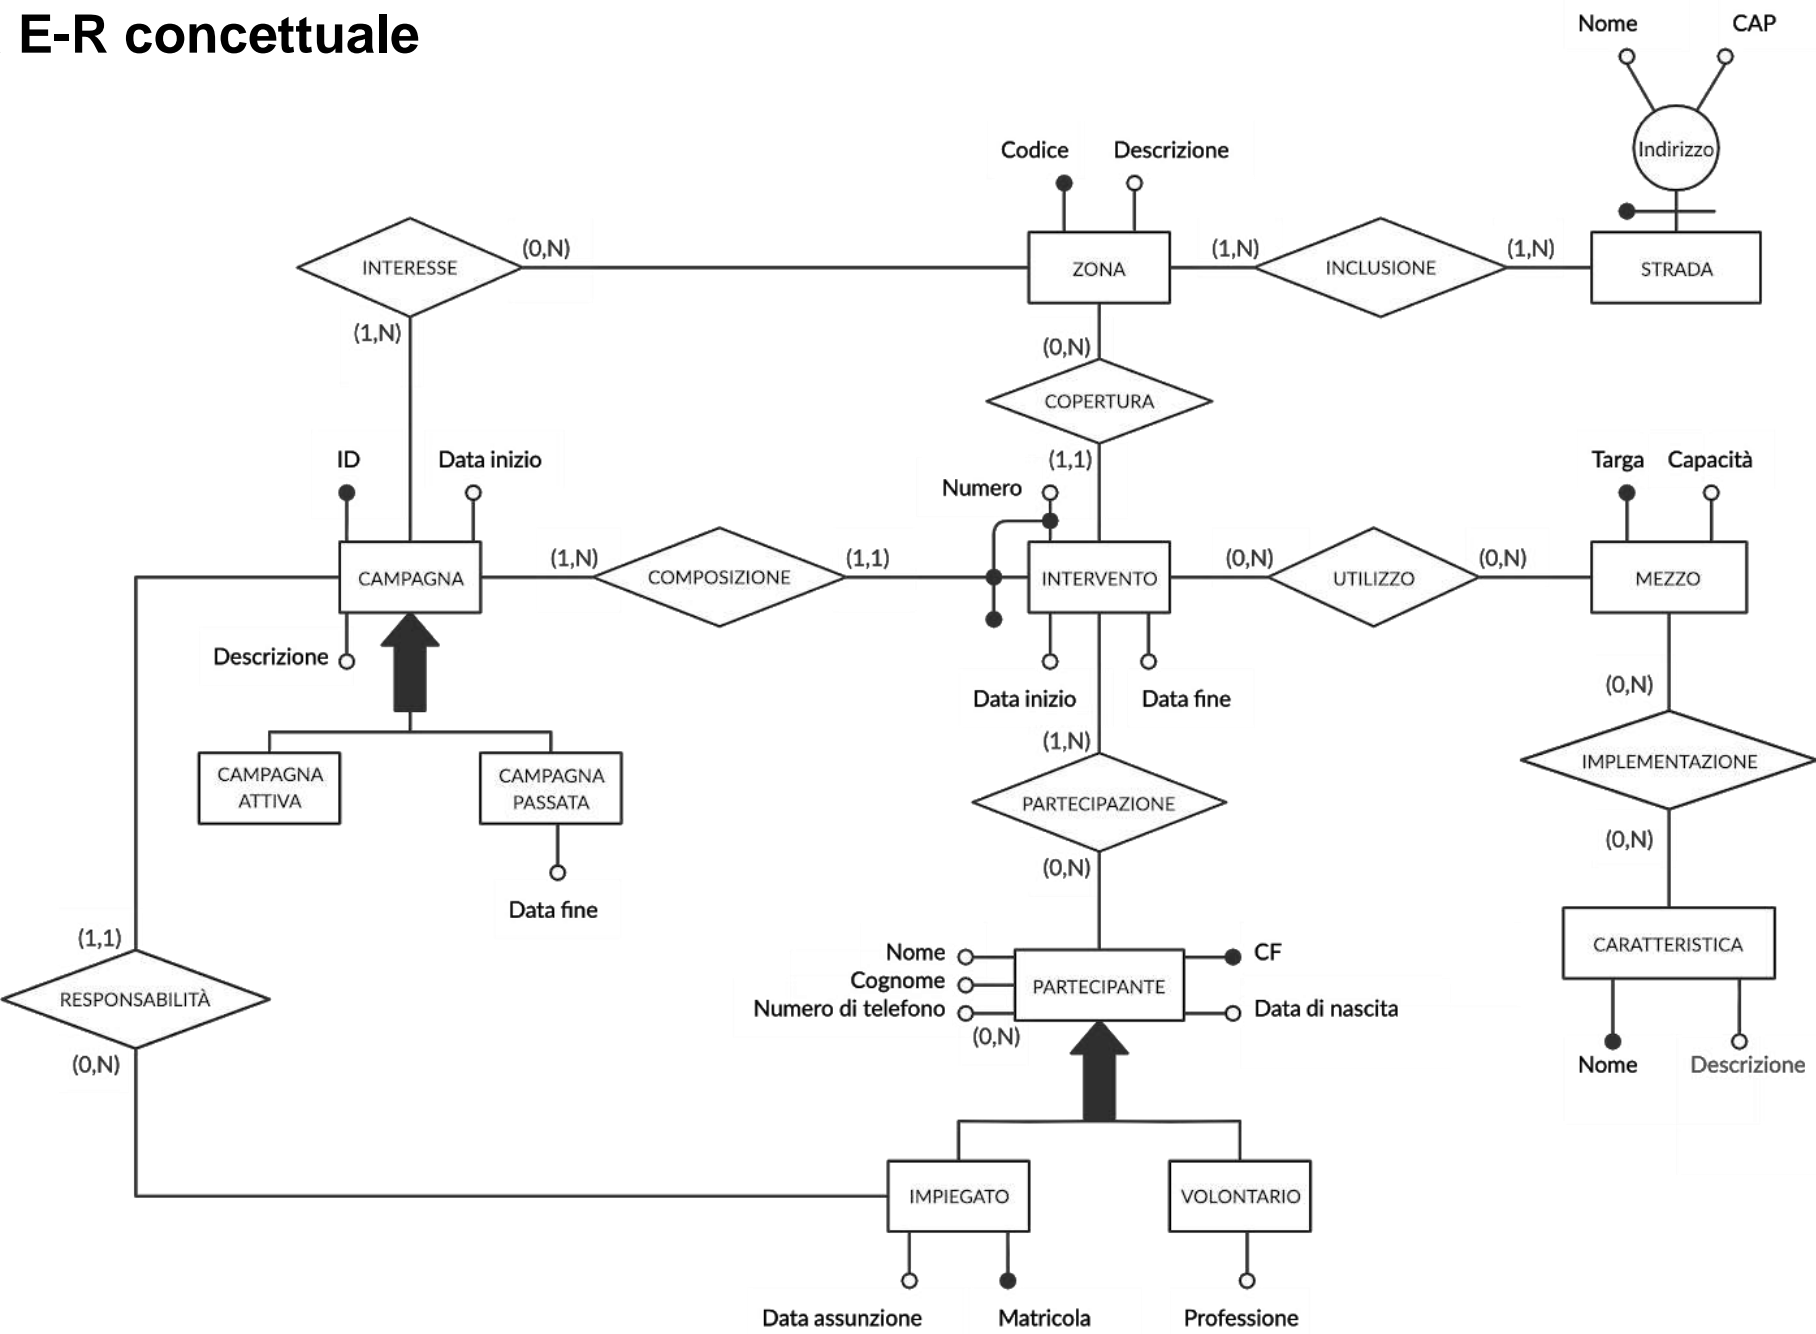 E-R concettuale
Nome CAP
Indirizzo
Codice Descrizione
INTERESSE (0,N) ZONA (1,N) INCLUSIONE (1,N) STRADA
(1,N)
(0,N)
COPERTURA
(1,1)
ID Data inizio
Numero
Targa Capacità
CAMPAGNA (1,N) COMPOSIZIONE (1,1) INTERVENTO (0,N) UTILIZZO (0,N) MEZZO
Descrizione
Data inizio Data fine
(0,N)
(1,N)
CAMPAGNA
ATTIVA
CAMPAGNA
PASSATA
IMPLEMENTAZIONE
PARTECIPAZIONE
(0,N)
(0,N)
Data fine
(1,1)
CARATTERISTICA
Nome
Cognome
Numero di telefono
(0,N)
PARTECIPANTE
CF
Data di nascita
RESPONSABILITÀ
(0,N)
Nome Descrizione
IMPIEGATO VOLONTARIO
Data assunzione Matricola Professione